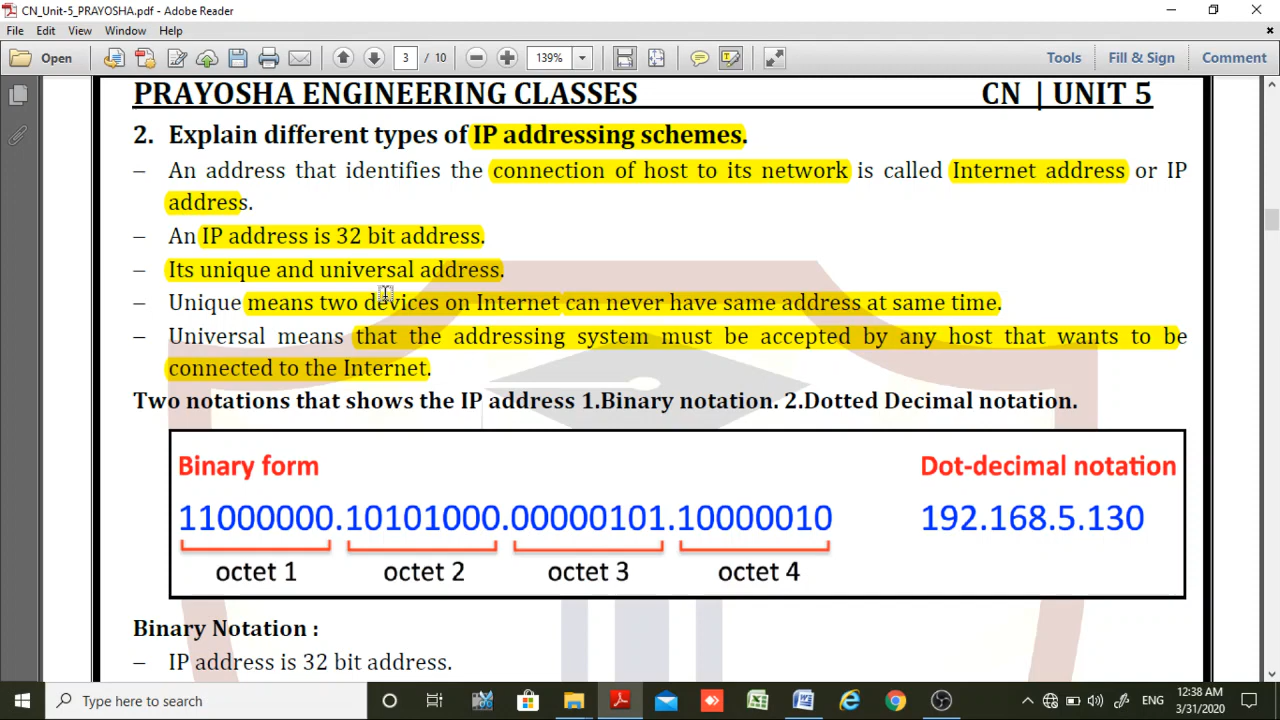 CN_Unit-5_PRAYOSHA.pdf - Adobe Reader
File Edit View Window Help
Open 3 / 10 139% Tools Fill & Sign Comment
PRAYOSHA ENGINEERING CLASSES CN | UNIT 5
2. Explain different types of IP addressing schemes.
– An address that identifies the connection of host to its network is called Internet address or IP
address.
– An IP address is 32 bit address.
– Its unique and universal address.
– Unique means two devices on Internet can never have same address at same time.
– Universal means that the addressing system must be accepted by any host that wants to be
connected to the Internet.
Two notations that shows the IP address 1.Binary notation. 2.Dotted Decimal notation.
Binary form Dot-decimal notation
11000000.10101000.00000101.10000010 192.168.5.130
octet 1 octet 2 octet 3 octet 4
Binary Notation :
– IP address is 32 bit address.
Type here to search ENG 12:38 AM
3/31/2020